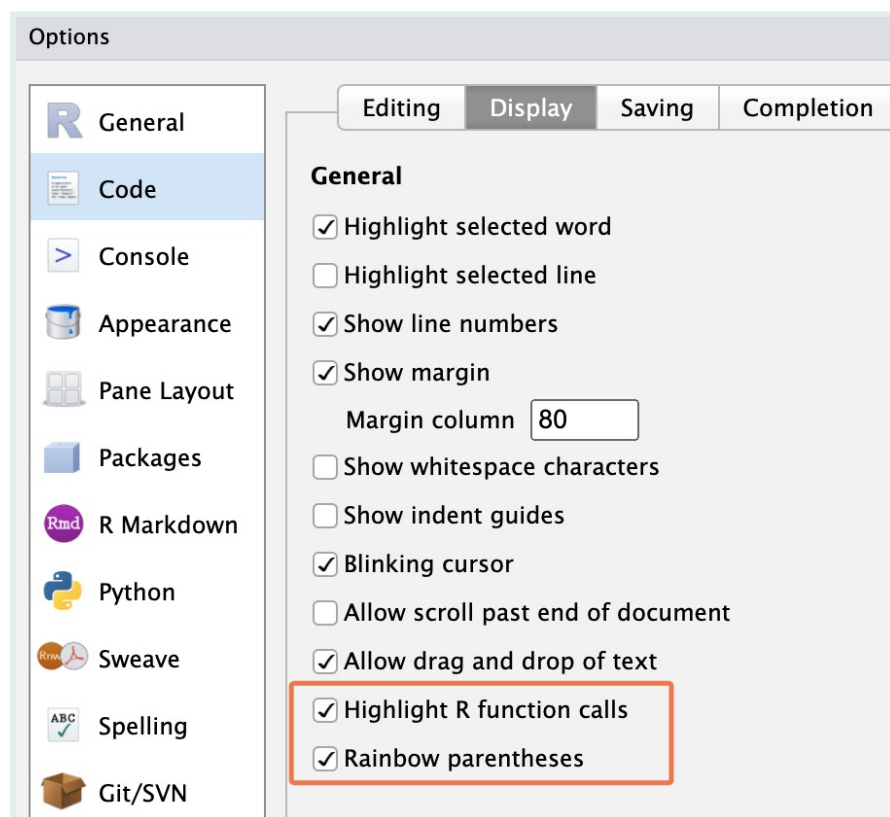 Options
General
Code
>
Console
Appearance
Pane Layout
Packages
Rmd
R Markdown
Python
Rnw
Sweave
ABC
Spelling
Git/SVN
Editing Display Saving Completion
General
Highlight selected word
Highlight selected line
Show line numbers
Show margin
Margin column 80
Show whitespace characters
Show indent guides
Blinking cursor
Allow scroll past end of document
Allow drag and drop of text
Highlight R function calls
Rainbow parentheses